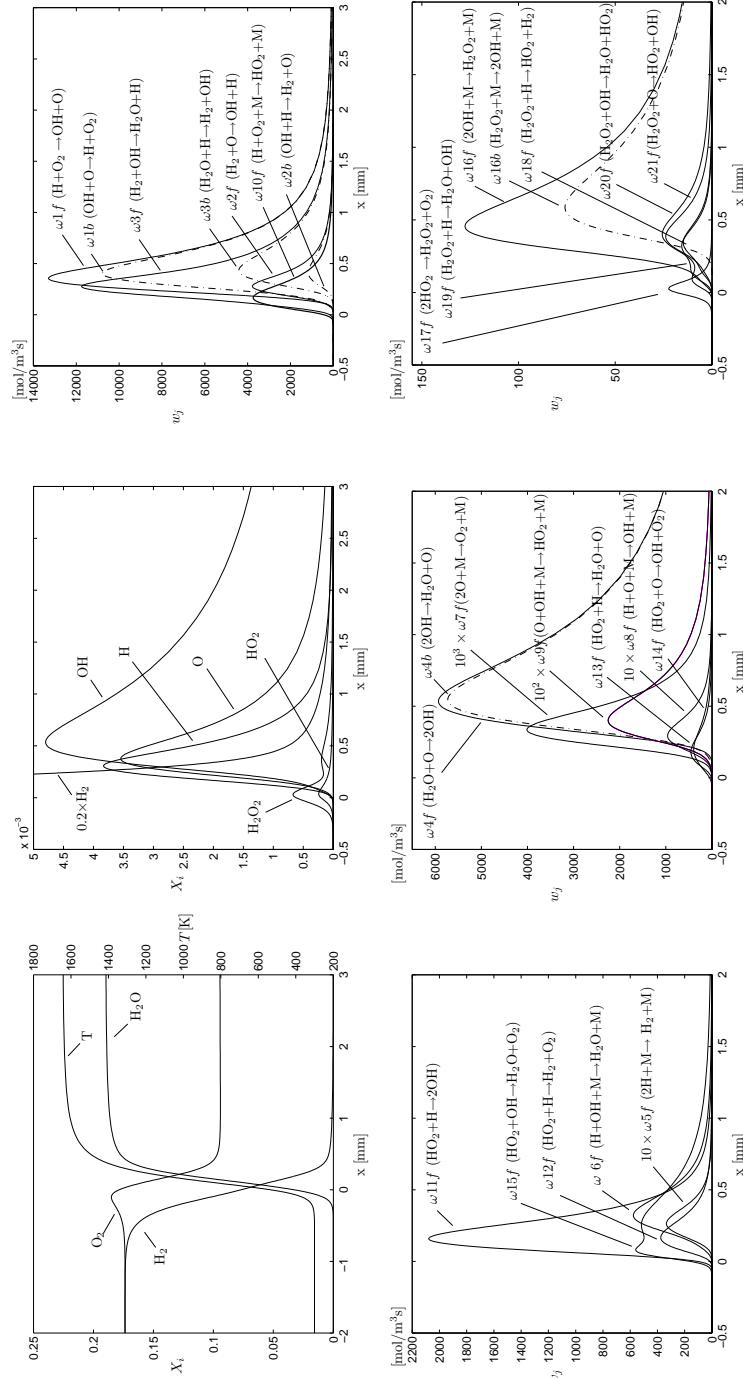 0.25
0.2
0.15
0.1
0.05
0
X_i
1800
1600
1400
1200
1000
800
600
400
200
T [K]
−2
−1
0
1
2
3
x [mm]
O₂
H₂
T
H₂O
x 10⁻³
5
4.5
4
3.5
3
2.5
2
1.5
1
0.5
0
X_i
−0.5
0
0.5
1
1.5
2
2.5
3
x [mm]
0.2×H₂
H₂O₂
OH
H
O
HO₂
[mol/m³s]
14000
12000
10000
8000
6000
4000
2000
0
w_j
−0.5
0
0.5
1
1.5
2
2.5
3
x [mm]
ω1f (H+O₂→OH+O)
ω1b (OH+O→H+O₂)
ω3f (H₂+OH→H₂O+H)
ω3b (H₂O+H→H₂+OH)
ω2f (H₂+O→OH+H)
ω10f (H+O₂+M→HO₂+M)
ω2b (OH+H→H₂+O)
[mol/m³s]
2200
2000
1800
1600
1400
1200
1000
800
600
400
200
0
w_j
−0.5
0
0.5
1
1.5
2
x [mm]
ω11f (HO₂+H→2OH)
ω15f (HO₂+OH→H₂O+O₂)
ω12f (HO₂+H→H₂+O₂)
ω 6f (H+OH+M→H₂O+M)
10 × ω5f (2H+M→ H₂+M)
[mol/m³s]
6000
5000
4000
3000
2000
1000
0
w_j
−0.5
0
0.5
1
1.5
2
x [mm]
ω4f (H₂O+O→2OH)
ω4b (2OH→H₂O+O)
10³ × ω7f(2O+M→O₂+M)
10² × ω9f(O+OH+M→HO₂+M)
ω13f (HO₂+H→H₂O+O)
10 × ω8f (H+O+M→OH+M)
ω14f (HO₂+O→OH+O₂)
[mol/m³s]
150
100
50
0
w_j
−0.5
0
0.5
1
1.5
2
x [mm]
ω17f (2HO₂→H₂O₂+O₂)
ω19f (H₂O₂+H→H₂O+OH)
ω16f (2OH+M→H₂O₂+M)
ω16b (H₂O₂+M→2OH+M)
ω18f (H₂O₂+H→HO₂+H₂)
ω20f (H₂O₂+OH→H₂O+HO₂)
ω21f(H₂O₂+O→HO₂+OH)